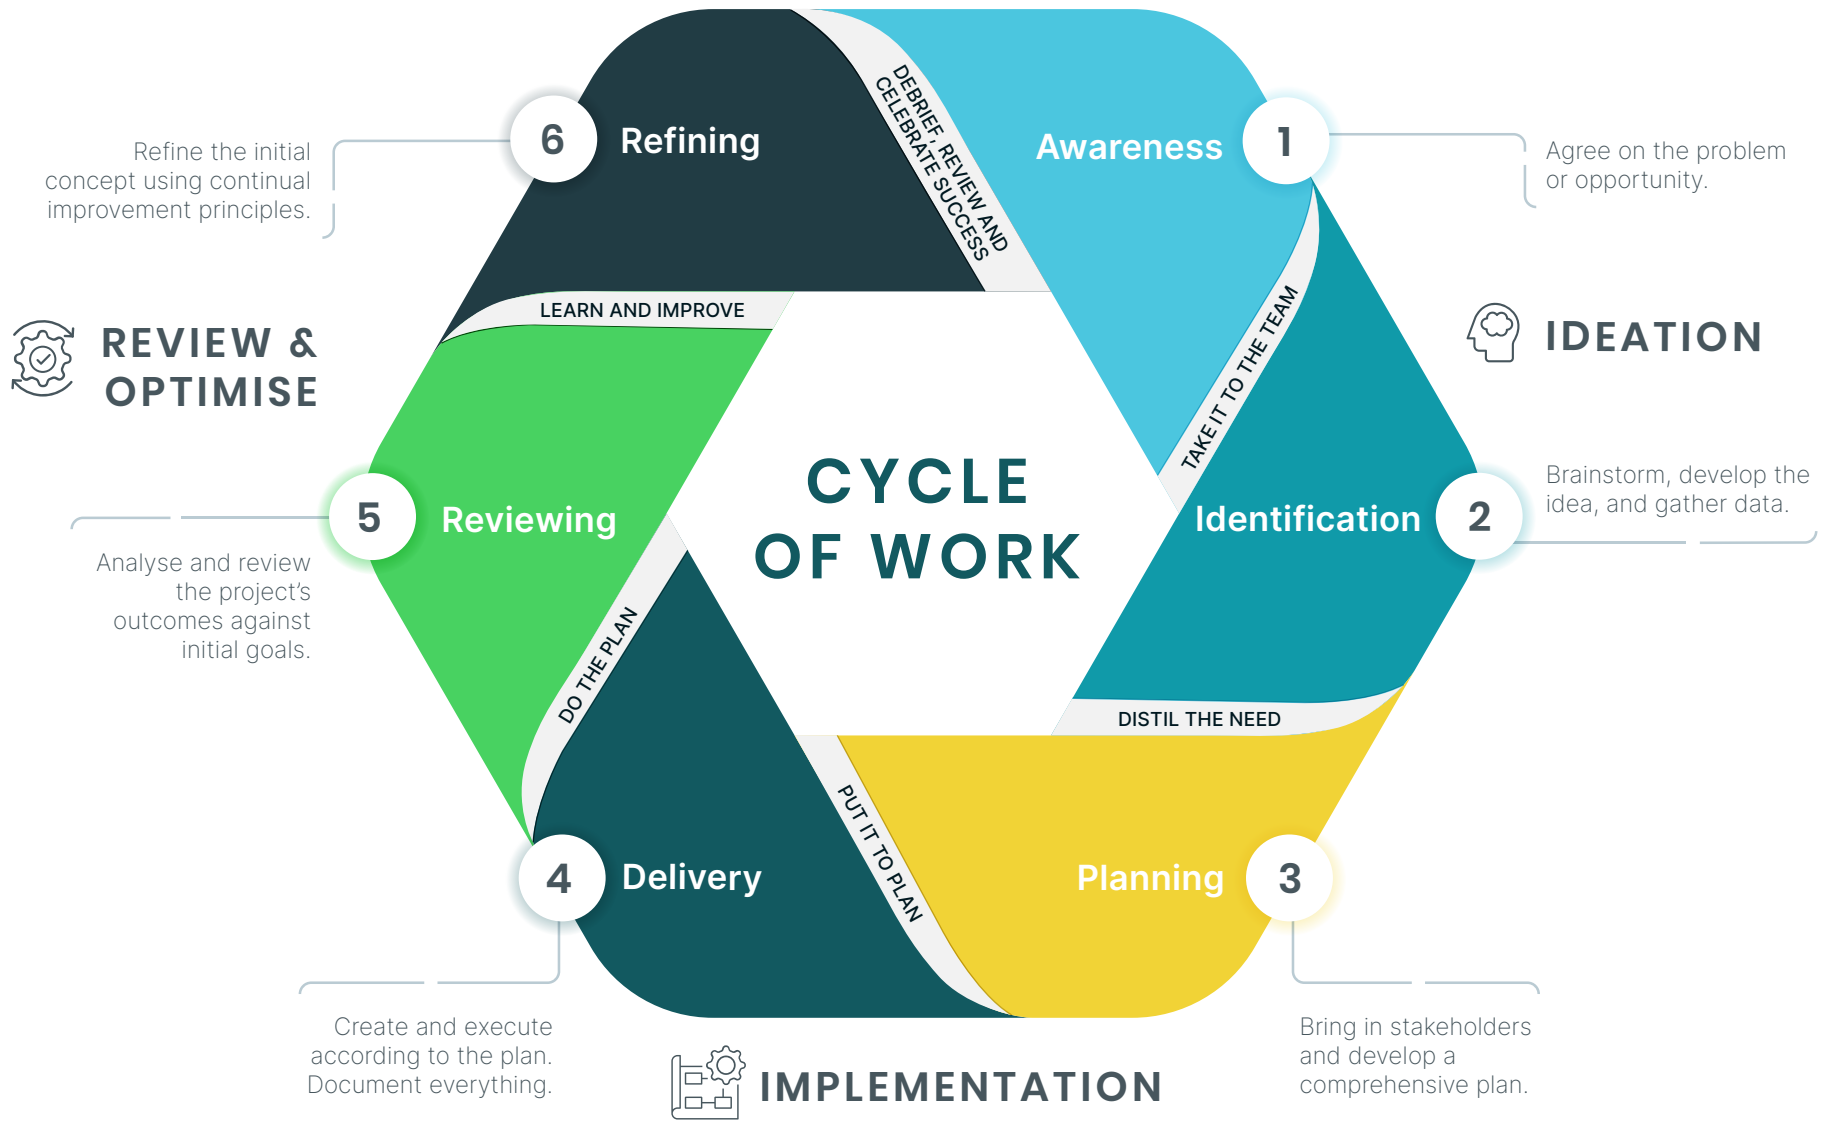 CYCLE
OF WORK
IDEATION
1
Awareness
Agree on the problem
or opportunity.
TAKE IT TO THE TEAM
2
Identification
Brainstorm, develop the
idea, and gather data.
DISTIL THE NEED
IMPLEMENTATION
3
Planning
Bring in stakeholders
and develop a
comprehensive plan.
PUT IT TO PLAN
4
Delivery
Create and execute
according to the plan.
Document everything.
DO THE PLAN
REVIEW &
OPTIMISE
5
Reviewing
Analyse and review
the project’s
outcomes against
initial goals.
LEARN AND IMPROVE
6
Refining
Refine the initial
concept using continual
improvement principles.
DEBRIEF, REVIEW AND
CELEBRATE SUCCESS